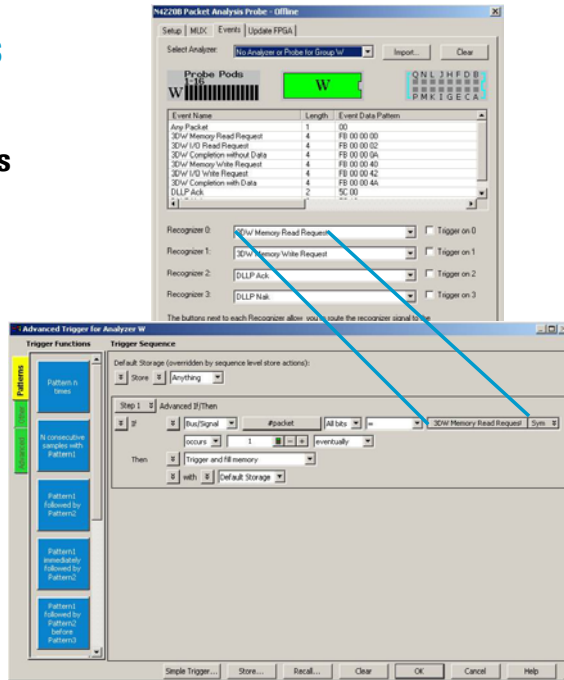 s
s
N4220B Packet Analysis Probe - Offline
Setup MUX Events Update FPGA
Select Analyzer: No Analyzer or Probe for Group W Import... Clear
Probe Pods
1-16
W
W
Q N L J H F D B
P M K I G E C A
Event Name Length Event Data Pattern
Any Packet 1 00
3DW Memory Read Request 4 FB 00 00 00
3DW I/O Read Request 4 FB 00 00 02
3DW Completion without Data 4 FB 00 00 0A
3DW Memory Write Request 4 FB 00 00 40
3DW I/O Write Request 4 FB 00 00 42
3DW Completion with Data 4 FB 00 00 4A
DLLP Ack 2 5C 00
Recognizer 0: 3DW Memory Read Request Trigger on 0
Recognizer 1: 3DW Memory Write Request Trigger on 1
Recognizer 2: DLLP Ack Trigger on 2
Recognizer 3: DLLP Nak Trigger on 3
The buttons next to each Recognizer allow you to route the recognizer signal to the
Advanced Trigger for Analyzer W
Trigger Functions Trigger Sequence
Patterns
Other
Advanced
Pattern n times
N consecutive samples with Pattern1
Pattern1 followed by Pattern2
Pattern1 immediately followed by Pattern2
Pattern1 followed by Pattern2 before Pattern3
Default Storage (overridden by sequence level store actions):
Store Anything
Step 1 Advanced If/Then
If Bus/Signal #packet All bits = 3DW Memory Read Request Sym
occurs 1 - + eventually
Then Trigger and fill memory
with Default Storage
Simple Trigger... Store... Recall... Clear OK Cancel Help